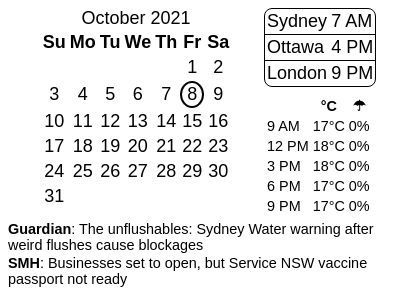 October 2021
Su Mo Tu We Th Fr Sa
1 2
3 4 5 6 7 8 9
10 11 12 13 14 15 16
17 18 19 20 21 22 23
24 25 26 27 28 29 30
31
Sydney 7 AM
Ottawa 4 PM
London 9 PM
°C ☂
9 AM 17°C 0%
12 PM 18°C 0%
3 PM 18°C 0%
6 PM 17°C 0%
9 PM 17°C 0%
Guardian: The unflushables: Sydney Water warning after
weird flushes cause blockages
SMH: Businesses set to open, but Service NSW vaccine
passport not ready